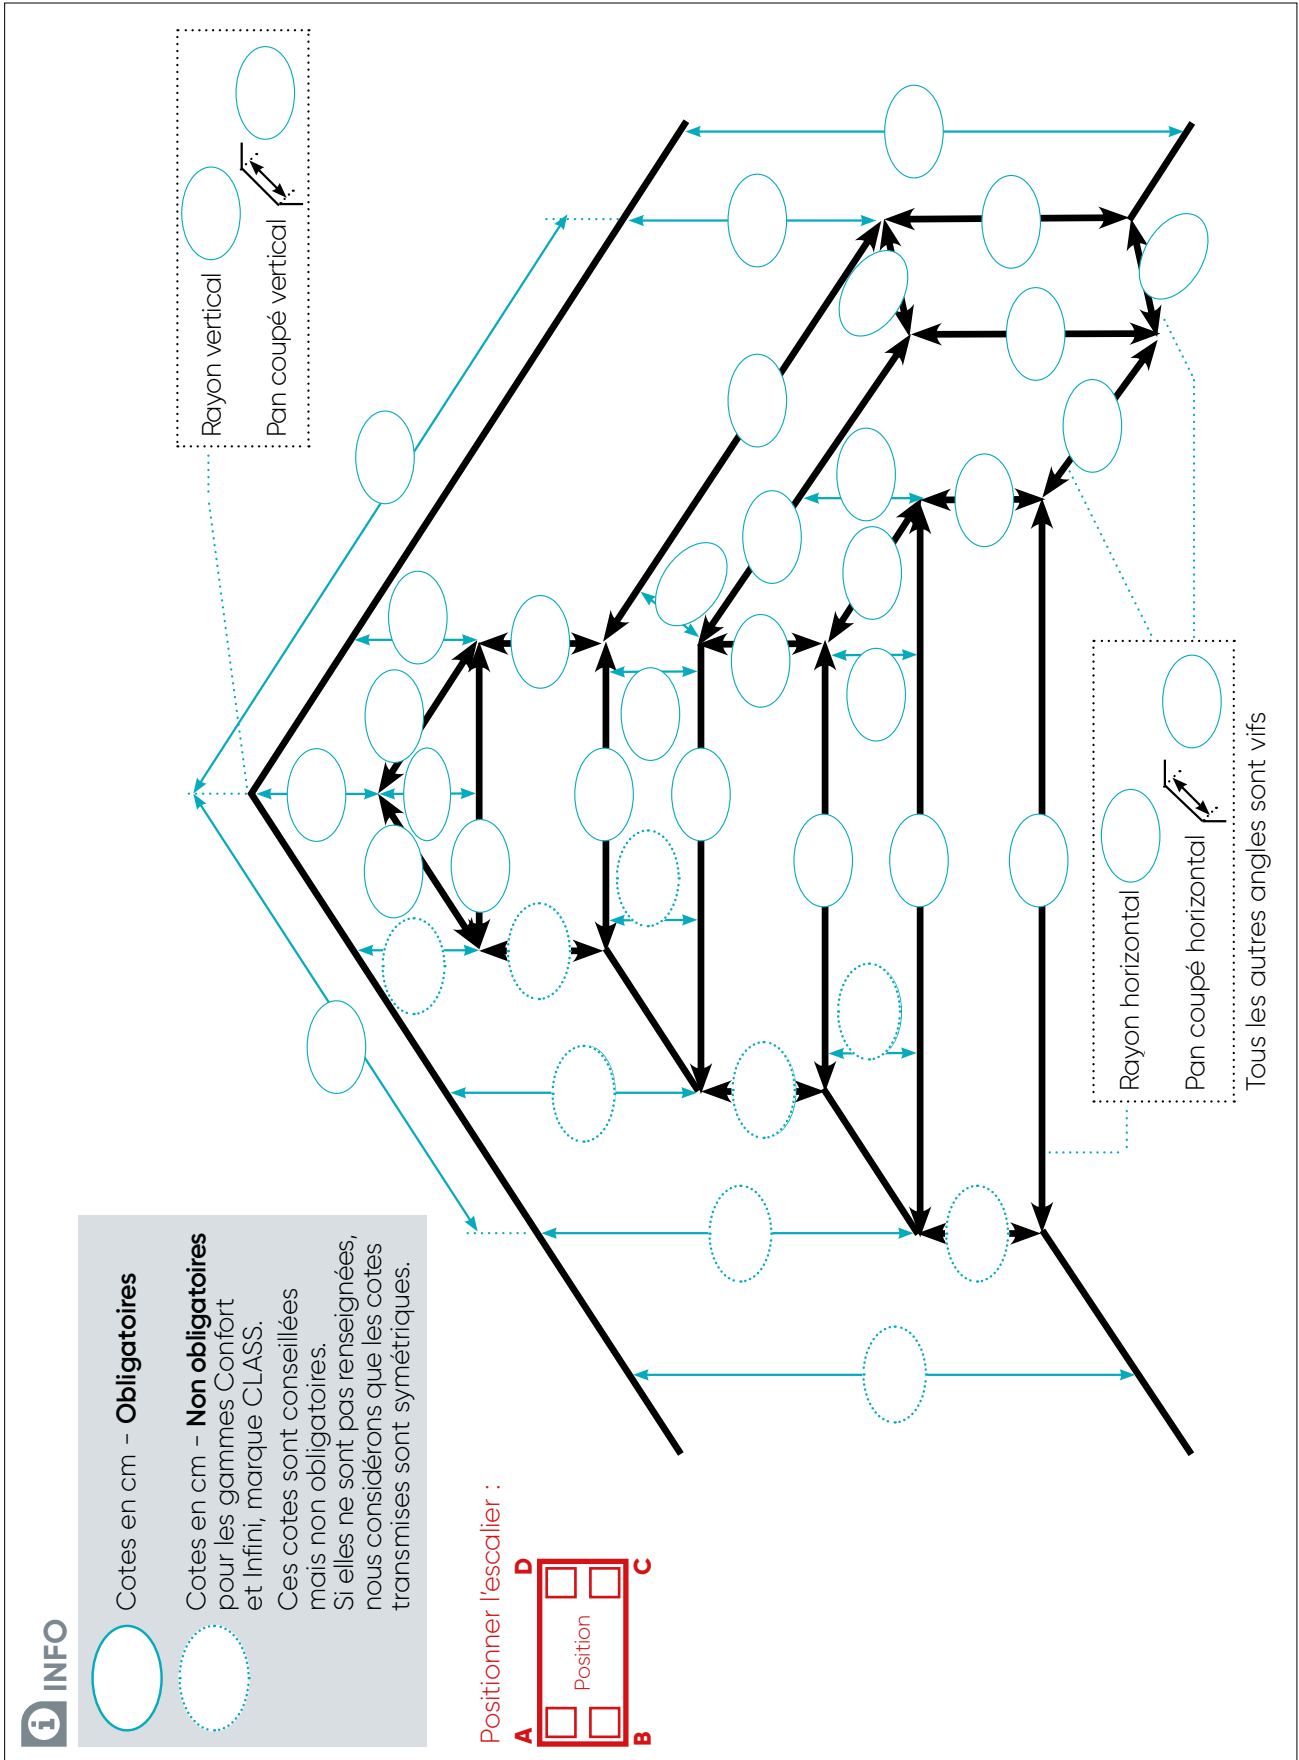 INFO
Cotes en cm - Obligatoires
Cotes en cm - Non obligatoires
pour les gammes Confort
et Infini, marque CLASS.
Ces cotes sont conseillées
mais non obligatoires.
Si elles ne sont pas renseignées,
nous considérons que les cotes
transmises sont symétriques.
Positionner l'escalier :
A
D
Position
B
C
Rayon vertical
Pan coupé vertical
Rayon horizontal
Pan coupé horizontal
Tous les autres angles sont vifs